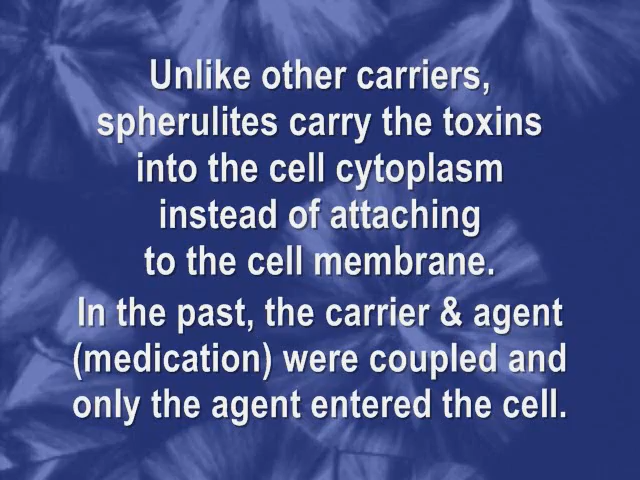 Unlike other carriers,
spherulites carry the toxins
into the cell cytoplasm
instead of attaching
to the cell membrane.
In the past, the carrier & agent
(medication) were coupled and
only the agent entered the cell.